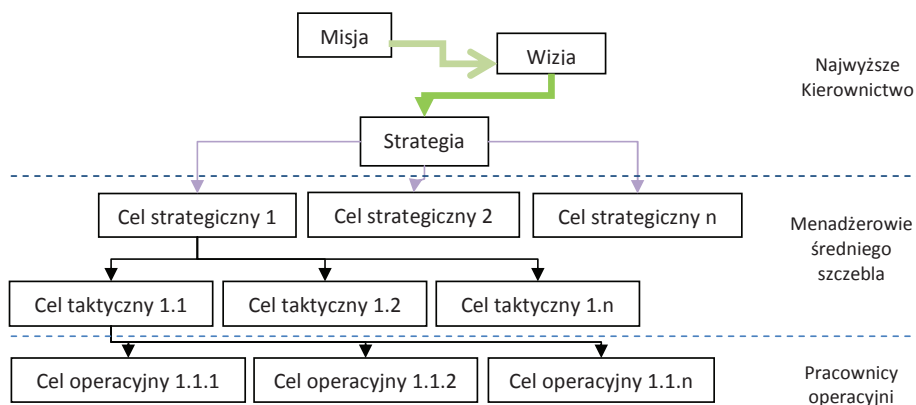 Misja
Wizja
Najwyższe
Kierownictwo
Strategia
Cel strategiczny 1
Cel strategiczny 2
Cel strategiczny n
Menadżerowie
średniego
szczebla
Cel taktyczny 1.1
Cel taktyczny 1.2
Cel taktyczny 1.n
Cel operacyjny 1.1.1
Cel operacyjny 1.1.2
Cel operacyjny 1.1.n
Pracownicy
operacyjni